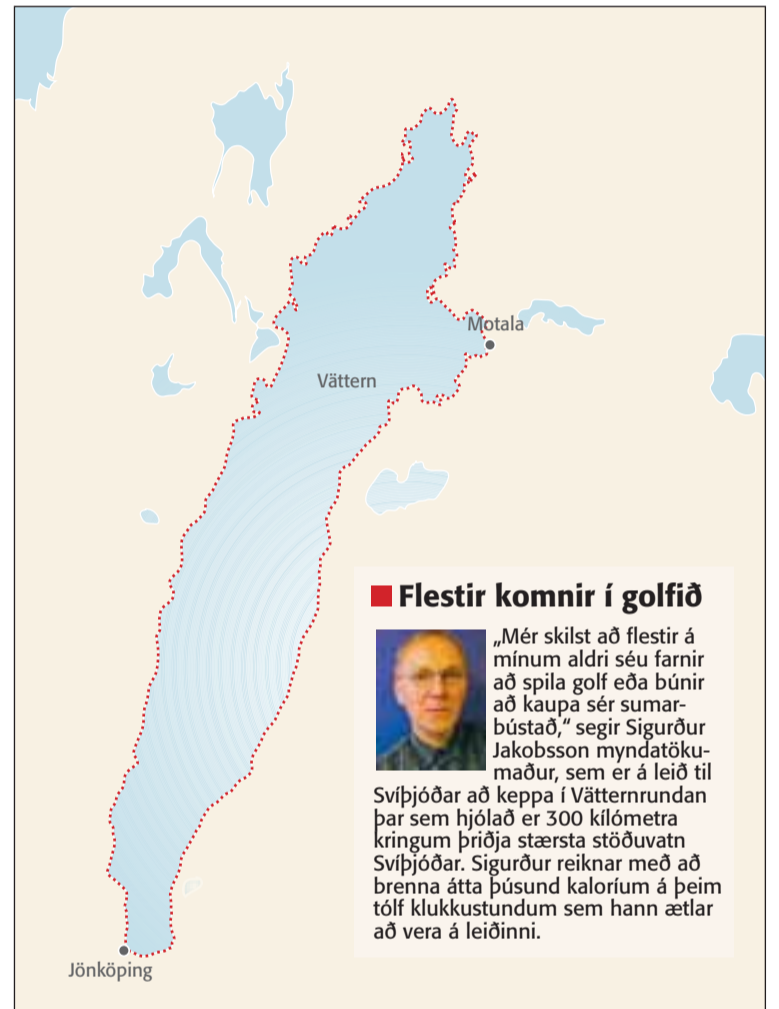 Motala
Vättern
Flestir komnir í golfið
„Mér skilst að flestir á
mínum aldri séu farnir
að spila golf eða búnir
að kaupa sér sumar-
bústað,“ segir Sigurður
Jakobsson myndatöku-
maður, sem er á leið til
Svíþjóðar að keppa í Vätternrundan
þar sem hjólað er 300 kílómetra
kringum þriðja stærsta stöðuvatn
Svíþjóðar. Sigurður reiknar með að
brenna átta þúsund kaloríum á þeim
tólf klukkustundum sem hann ætlar
að vera á leiðinni.
Jönköping